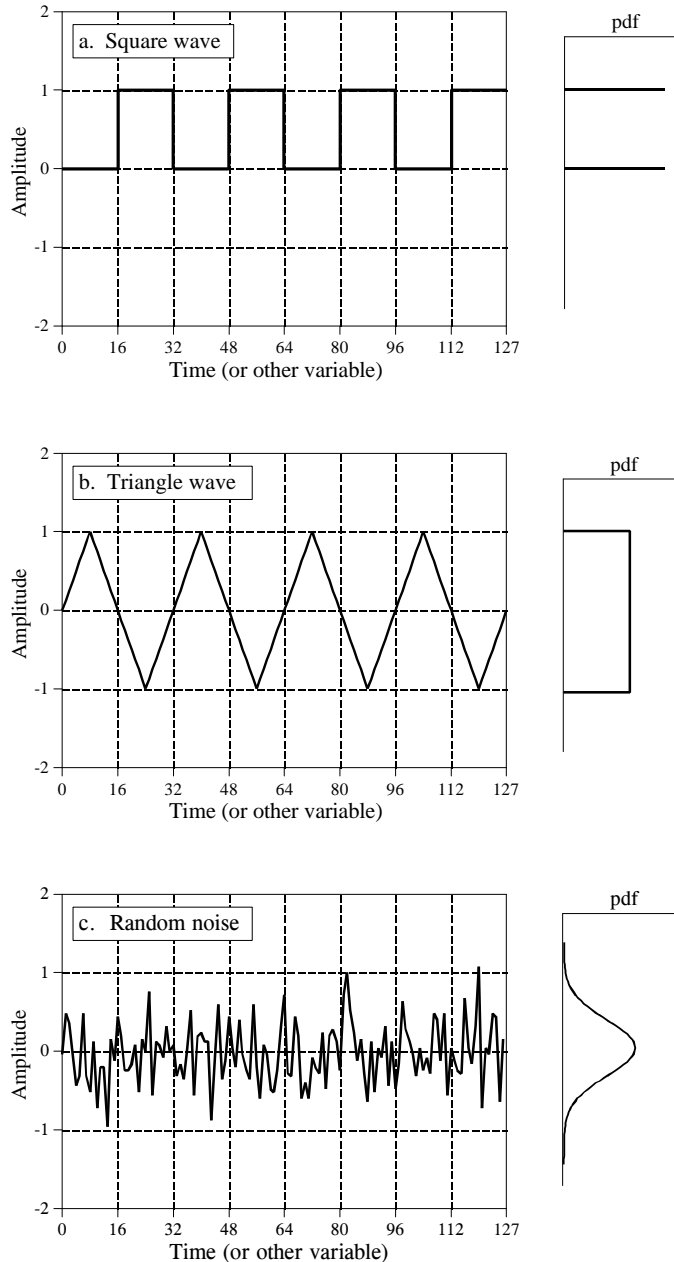 2
a. Square wave
1
0
-1
-2
0 16 32 48 64 80 96 112 127
Time (or other variable)
Amplitude
pdf
2
b. Triangle wave
1
0
-1
-2
0 16 32 48 64 80 96 112 127
Time (or other variable)
Amplitude
pdf
2
c. Random noise
1
0
-1
-2
0 16 32 48 64 80 96 112 127
Time (or other variable)
Amplitude
pdf